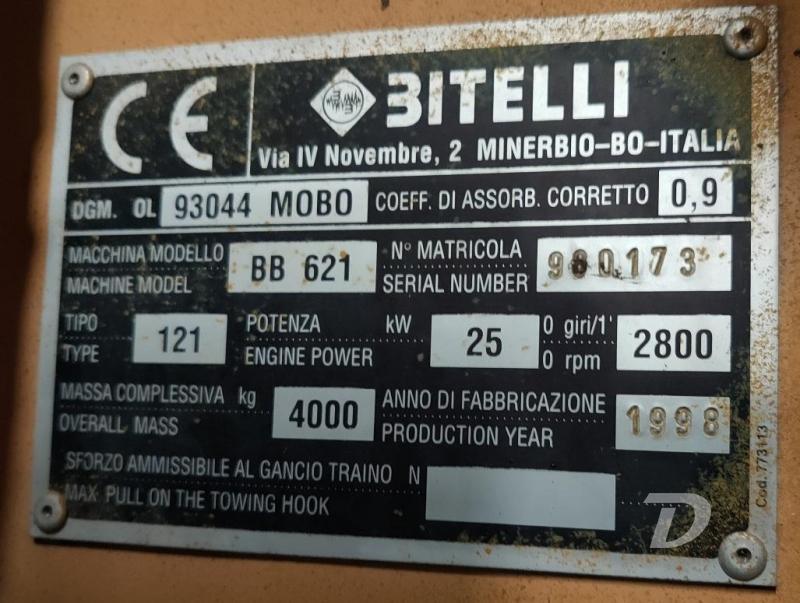 CE
BITELLI
Via IV Novembre, 2 MINERBIO-BO-ITALIA
DGM. OL 93044 MOBO COEFF. DI ASSORB. CORRETTO 0,9
MACCHINA MODELLO BB 621 N° MATRICOLA
MACHINE MODEL SERIAL NUMBER 980.173
TIPO 121 POTENZA kW 25 0 giri/1' 2800
TYPE ENGINE POWER 0 rpm
MASSA COMPLESSIVA kg 4000 ANNO DI FABBRICAZIONE 1998
OVERALL MASS PRODUCTION YEAR
SFORZO AMMISSIBILE AL GANCIO TRAINO N
MAX PULL ON THE TOWING HOOK
Cod. 773113
D